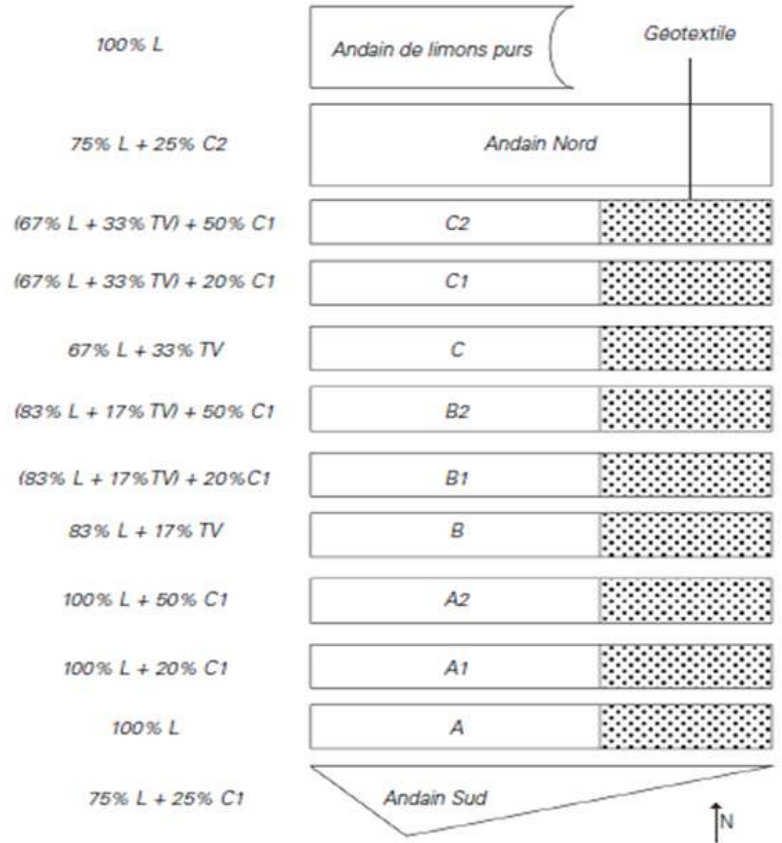 100% L Andain de limons purs Géotextile
75% L + 25% C2 Andain Nord
(67% L + 33% TV) + 50% C1 C2
(67% L + 33% TV) + 20% C1 C1
67% L + 33% TV C
(83% L + 17% TV) + 50% C1 B2
(83% L + 17% TV) + 20% C1 B1
83% L + 17% TV B
100% L + 50% C1 A2
100% L + 20% C1 A1
100% L A
75% L + 25% C1 Andain Sud
N